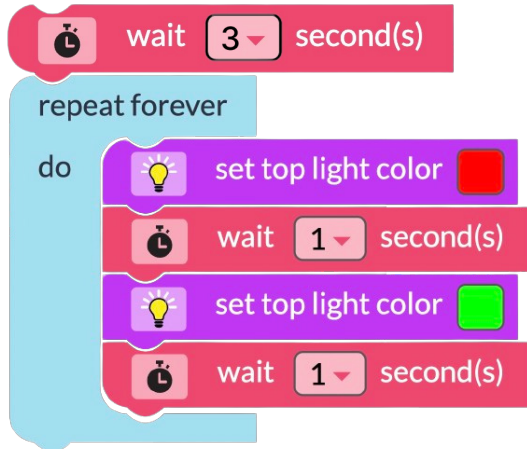 wait 3 second(s)
repeat forever
do set top light color
wait 1 second(s)
set top light color
wait 1 second(s)